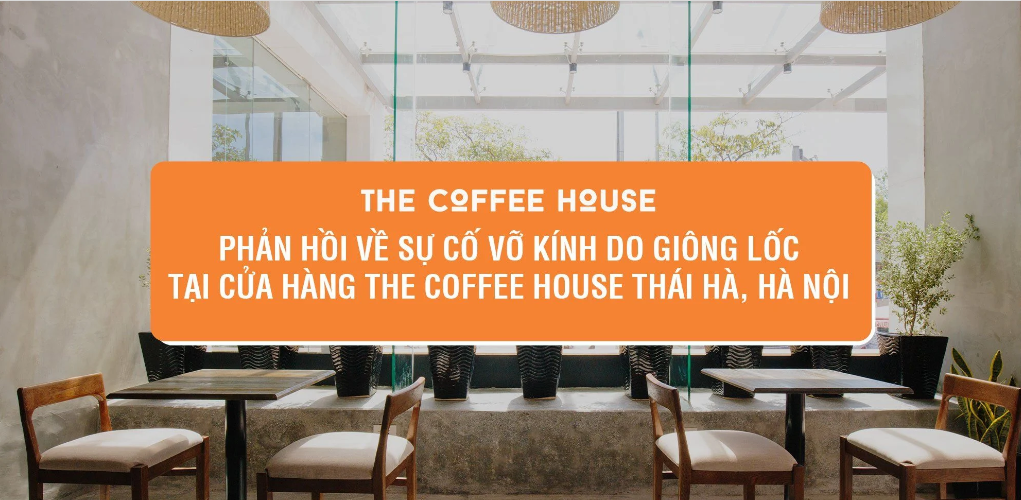 THE COFFEE HOUSE
PHẢN HỒI VỀ SỰ CỐ VỠ KÍNH DO GIÔNG LỐC
TẠI CỬA HÀNG THE COFFEE HOUSE THÁI HÀ, HÀ NỘI